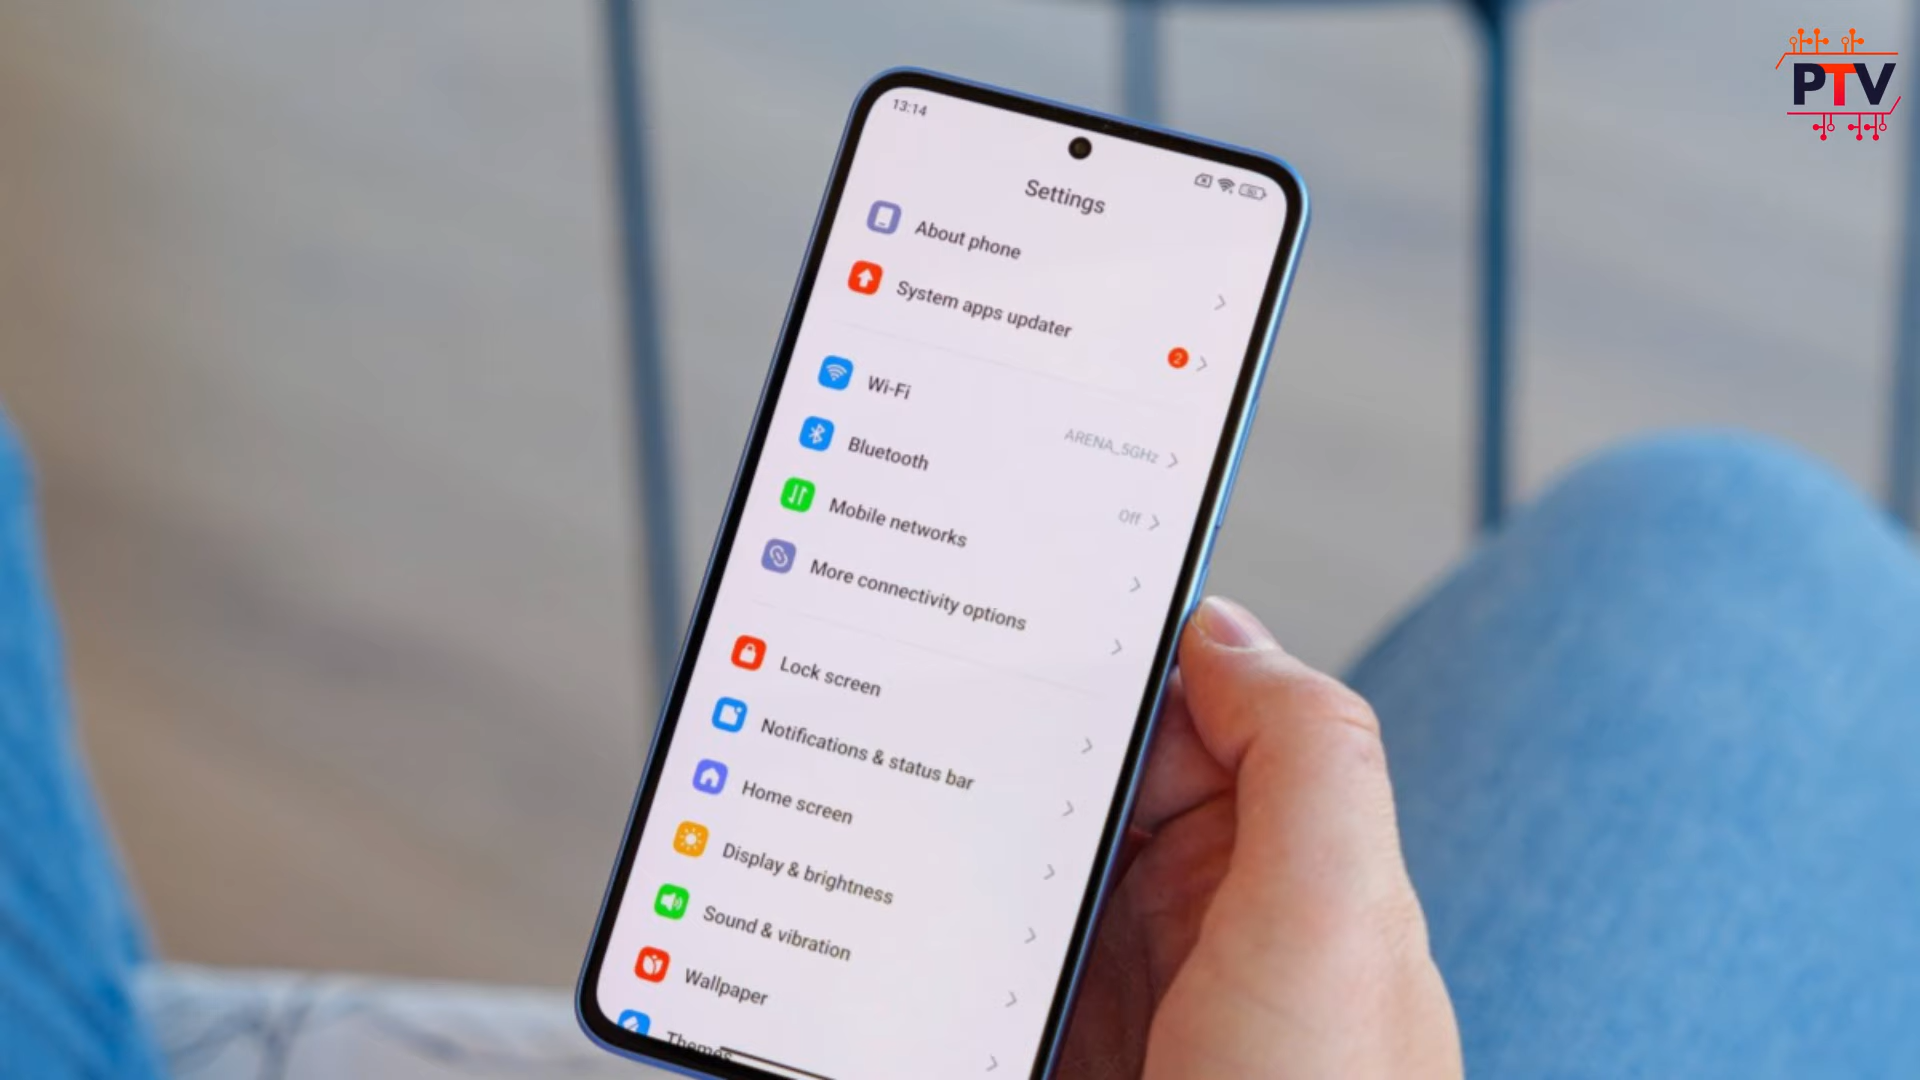 PTV
13:14
Settings
About phone
System apps updater
2
Wi-Fi
ARENA_5GHz
Bluetooth
Off
Mobile networks
More connectivity options
Lock screen
Notifications & status bar
Home screen
Display & brightness
Sound & vibration
Wallpaper
Themes